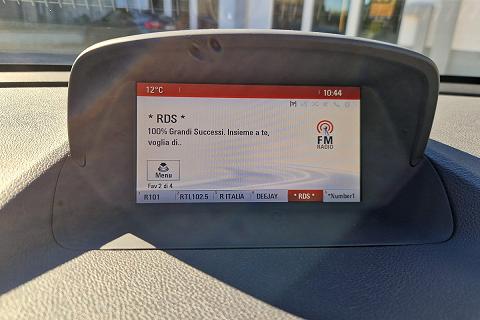 12°C 10:44
* RDS *
100% Grandi Successi. Insieme a te,
voglia di..
FM
RADIO
Menu
Fav 2 di 4
R101 RTL102.5 R ITALIA DEEJAY * RDS * *Number1